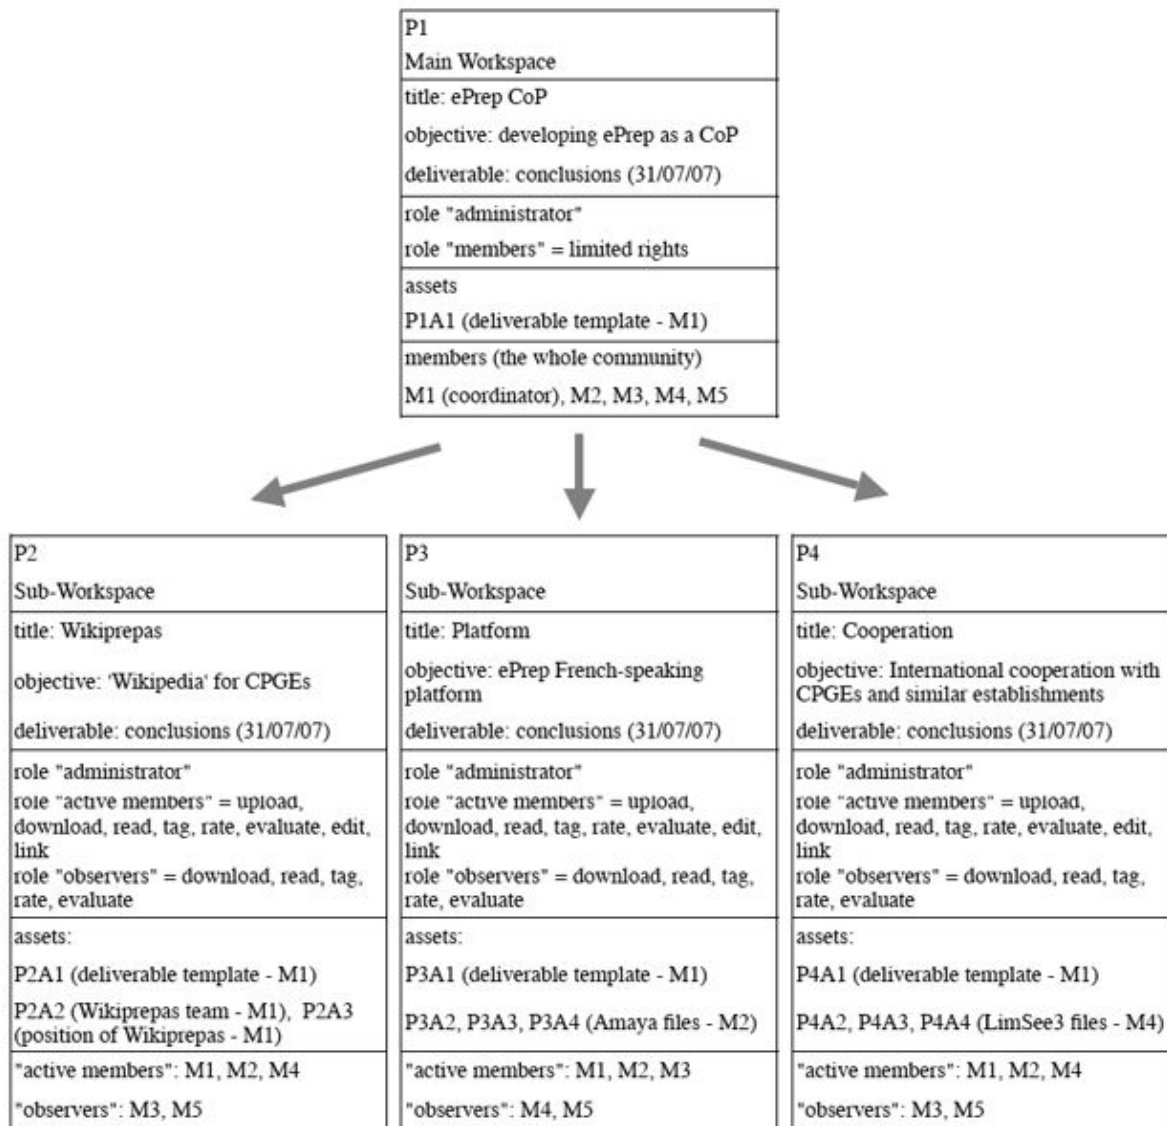 P1
Main Workspace
title: ePrep CoP
objective: developing ePrep as a CoP
deliverable: conclusions (31/07/07)
role "administrator"
role "members" = limited rights
assets
P1A1 (deliverable template - M1)
members (the whole community)
M1 (coordinator), M2, M3, M4, M5
P2
Sub-Workspace
title: Wikiprepas
objective: 'Wikipedia' for CPGEs
deliverable: conclusions (31/07/07)
role "administrator"
role "active members" = upload,
download, read, tag, rate, evaluate, edit,
link
role "observers" = download, read, tag,
rate, evaluate
assets:
P2A1 (deliverable template - M1)
P2A2 (Wikiprepas team - M1), P2A3
(position of Wikiprepas - M1)
"active members": M1, M2, M4
"observers": M3, M5
P3
Sub-Workspace
title: Platform
objective: ePrep French-speaking
platform
deliverable: conclusions (31/07/07)
role "administrator"
role "active members" = upload,
download, read, tag, rate, evaluate, edit,
link
role "observers" = download, read, tag,
rate, evaluate
assets:
P3A1 (deliverable template - M1)
P3A2, P3A3, P3A4 (Amaya files - M2)
"active members": M1, M2, M3
"observers": M4, M5
P4
Sub-Workspace
title: Cooperation
objective: International cooperation with
CPGEs and similar establishments
deliverable: conclusions (31/07/07)
role "administrator"
role "active members" = upload,
download, read, tag, rate, evaluate, edit,
link
role "observers" = download, read, tag,
rate, evaluate
assets:
P4A1 (deliverable template - M1)
P4A2, P4A3, P4A4 (LimSee3 files - M4)
"active members": M1, M2, M4
"observers": M3, M5